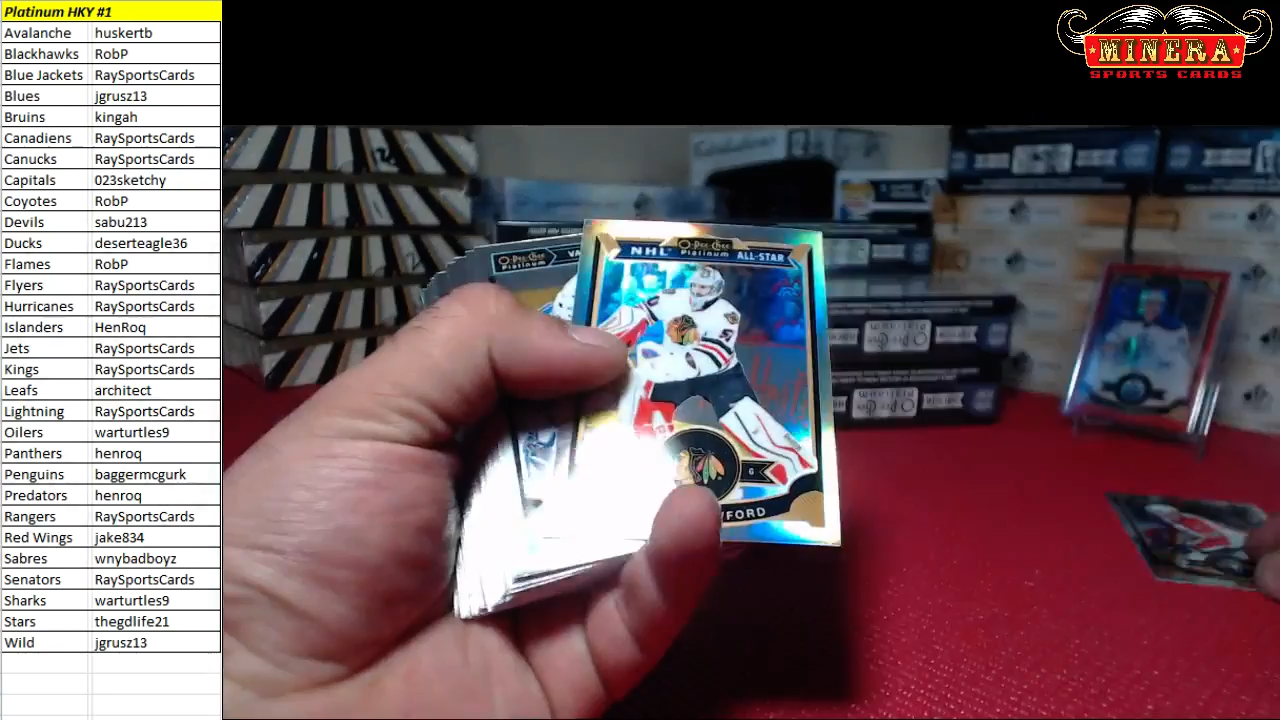 Platinum HKY #1
Avalanche huskertb
Blackhawks RobP
Blue Jackets RaySportsCards
Blues jgrusz13
Bruins kingah
Canadiens RaySportsCards
Canucks RaySportsCards
Capitals 023sketchy
Coyotes RobP
Devils sabu213
Ducks deserteagle36
Flames RobP
Flyers RaySportsCards
Hurricanes RaySportsCards
Islanders HenRoq
Jets RaySportsCards
Kings RaySportsCards
Leafs architect
Lightning RaySportsCards
Oilers warturtles9
Panthers henroq
Penguins baggermcgurk
Predators henroq
Rangers RaySportsCards
Red Wings jake834
Sabres wnybadboyz
Senators RaySportsCards
Sharks warturtles9
Stars thegdlife21
Wild jgrusz13
MINERA
SPORTS CARDS
O-Pee-Chee
Platinum
VA
O-Pee-Chee
NHL Platinum ALL-STAR
G
FORD